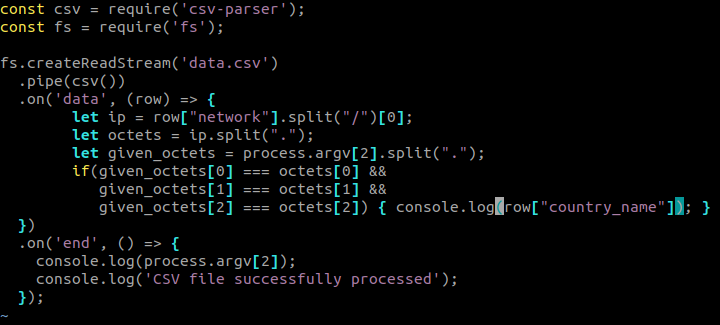 const csv = require('csv-parser');
const fs = require('fs');

fs.createReadStream('data.csv')
  .pipe(csv())
  .on('data', (row) => {
        let ip = row["network"].split("/")[0];
        let octets = ip.split(".");
        let given_octets = process.argv[2].split(".");
        if(given_octets[0] === octets[0] &&
           given_octets[1] === octets[1] &&
           given_octets[2] === octets[2]) { console.log(row["country_name"]); }
  })
  .on('end', () => {
    console.log(process.argv[2]);
    console.log('CSV file successfully processed');
  });
~